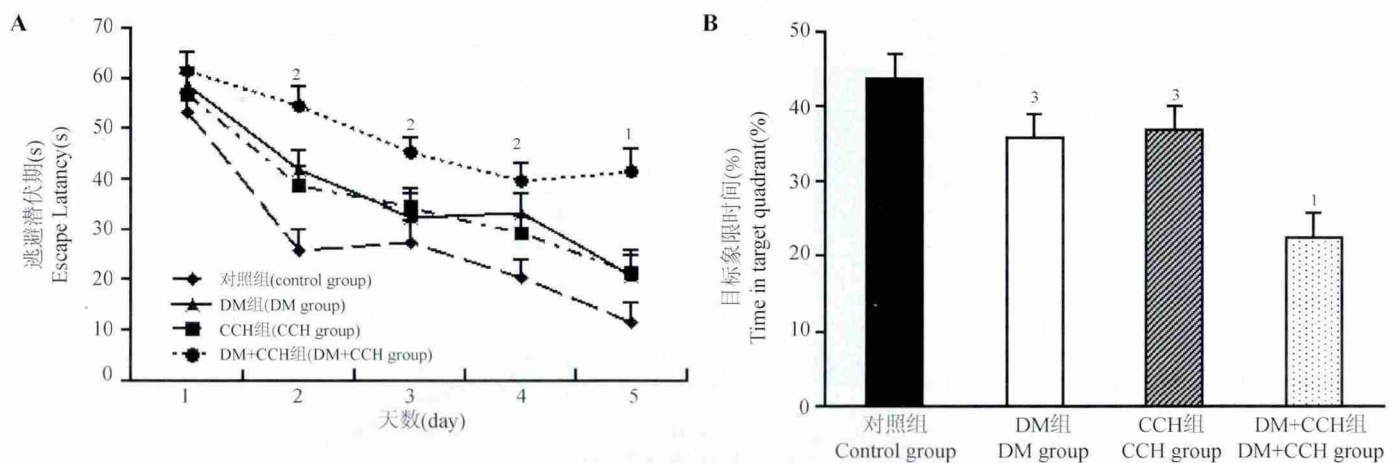 A
70
60
50
40
30
20
10
0
逃避潜伏期(s)
Escape Latancy(s)
2
2
2
1
对照组(control group)
DM组(DM group)
CCH组(CCH group)
DM+CCH组(DM+CCH group)
1 2 3 4 5
天数(day)
B
50
40
30
20
10
0
目标象限时间(%)
Time in target quadrant(%)
3
3
1
对照组 DM组 CCH组 DM+CCH组
Control group DM group CCH group DM+CCH group